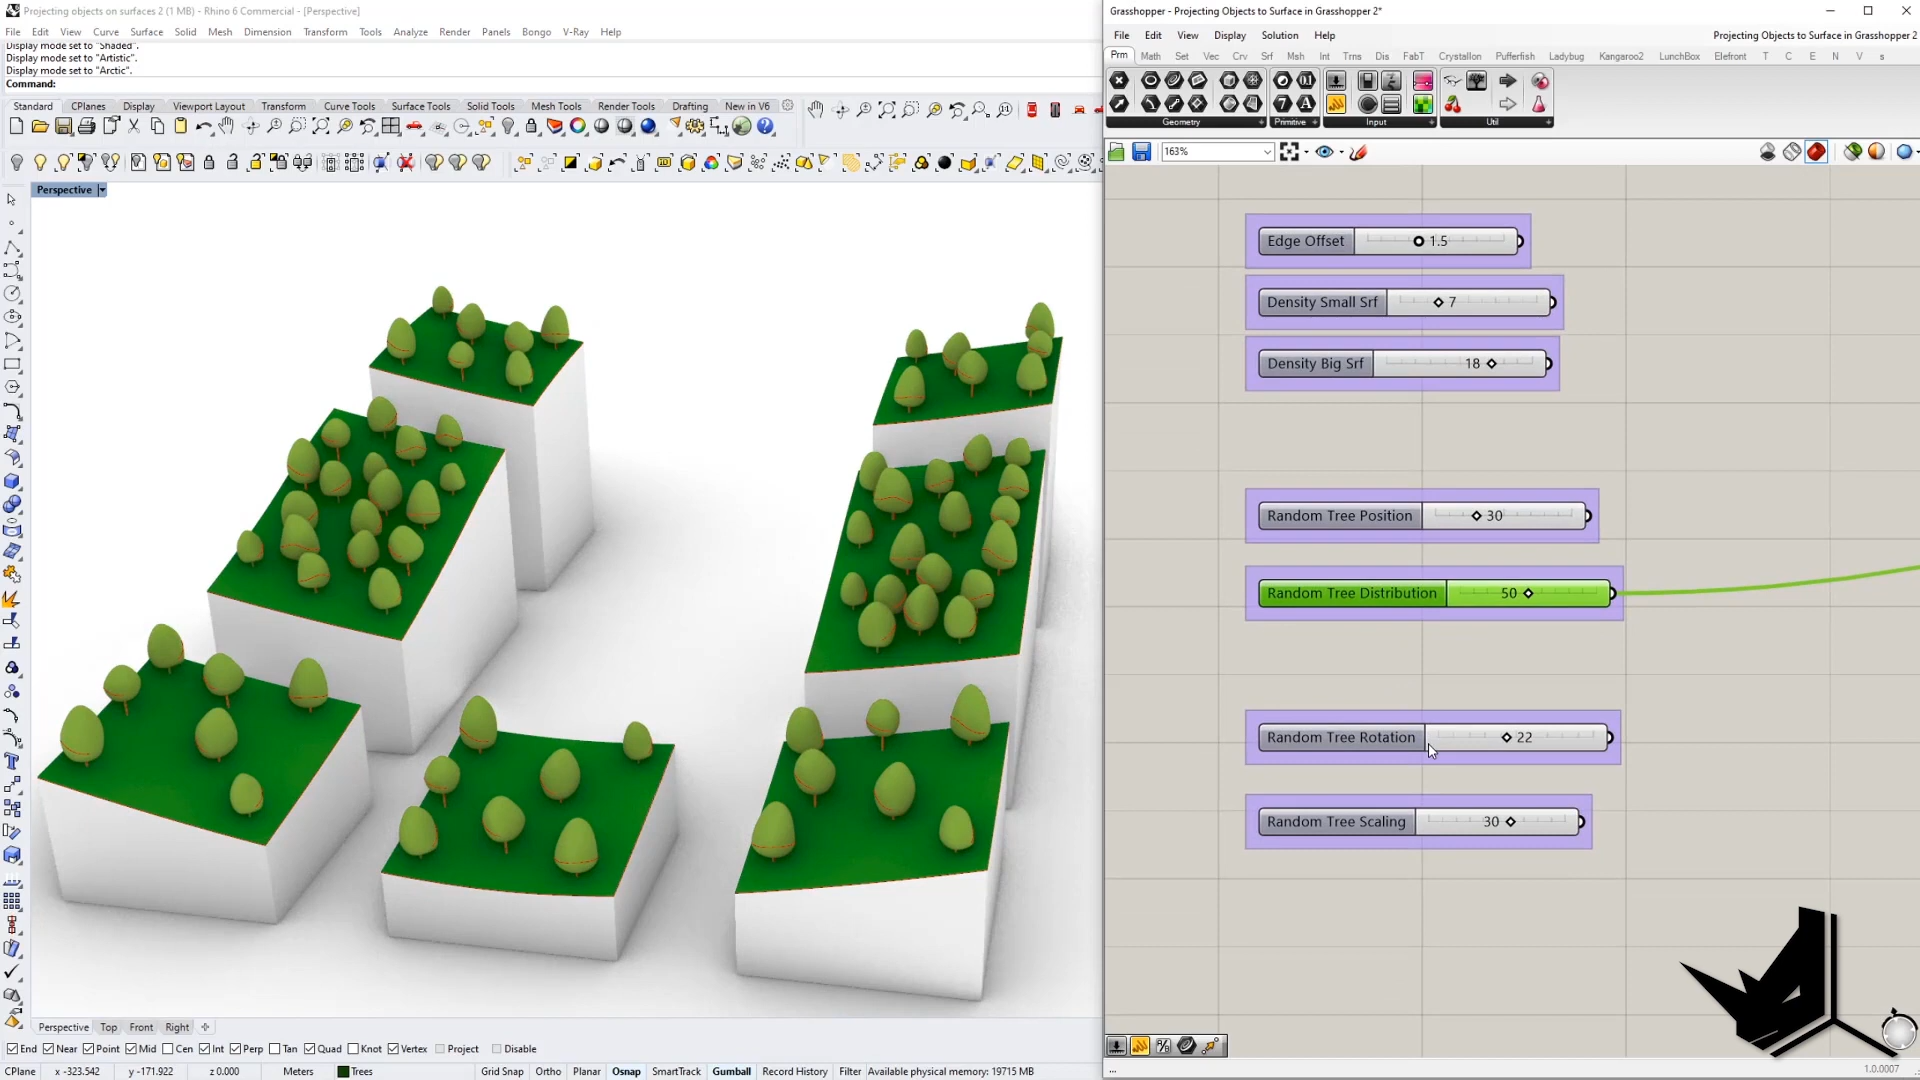 Projecting objects on surfaces 2 (1 MB) - Rhino 6 Commercial - [Perspective]
File Edit View Curve Surface Solid Mesh Dimension Transform Tools Analyze Render Panels Bongo V-Ray Help
Display mode set to "Shaded".
Display mode set to "Artistic".
Display mode set to "Arctic".
Command:
Standard CPlanes Display Viewport Layout Transform Curve Tools Surface Tools Solid Tools Mesh Tools Render Tools Drafting New in V6
Perspective
Perspective Top Front Right
End Near Point Mid Cen Int Perp Tan Quad Knot Vertex Project Disable
CPlane x -323.542 y -171.922 z 0.000 Meters Trees Grid Snap Ortho Planar Osnap SmartTrack Gumball Record History Filter Available physical memory: 19715 MB
Grasshopper - Projecting Objects to Surface in Grasshopper 2*
File Edit View Display Solution Help Projecting Objects to Surface in Grasshopper 2
Prm Math Set Vec Crv Srf Msh Int Trns Dis FabT Crystallon Pufferfish Ladybug Kangaroo2 LunchBox Elefront T C E N V s
Geometry Primitive Input Util
163%
Edge Offset 1.5
Density Small Srf 7
Density Big Srf 18
Random Tree Position 30
Random Tree Distribution 50
Random Tree Rotation 22
Random Tree Scaling 30
... 1.0.0007